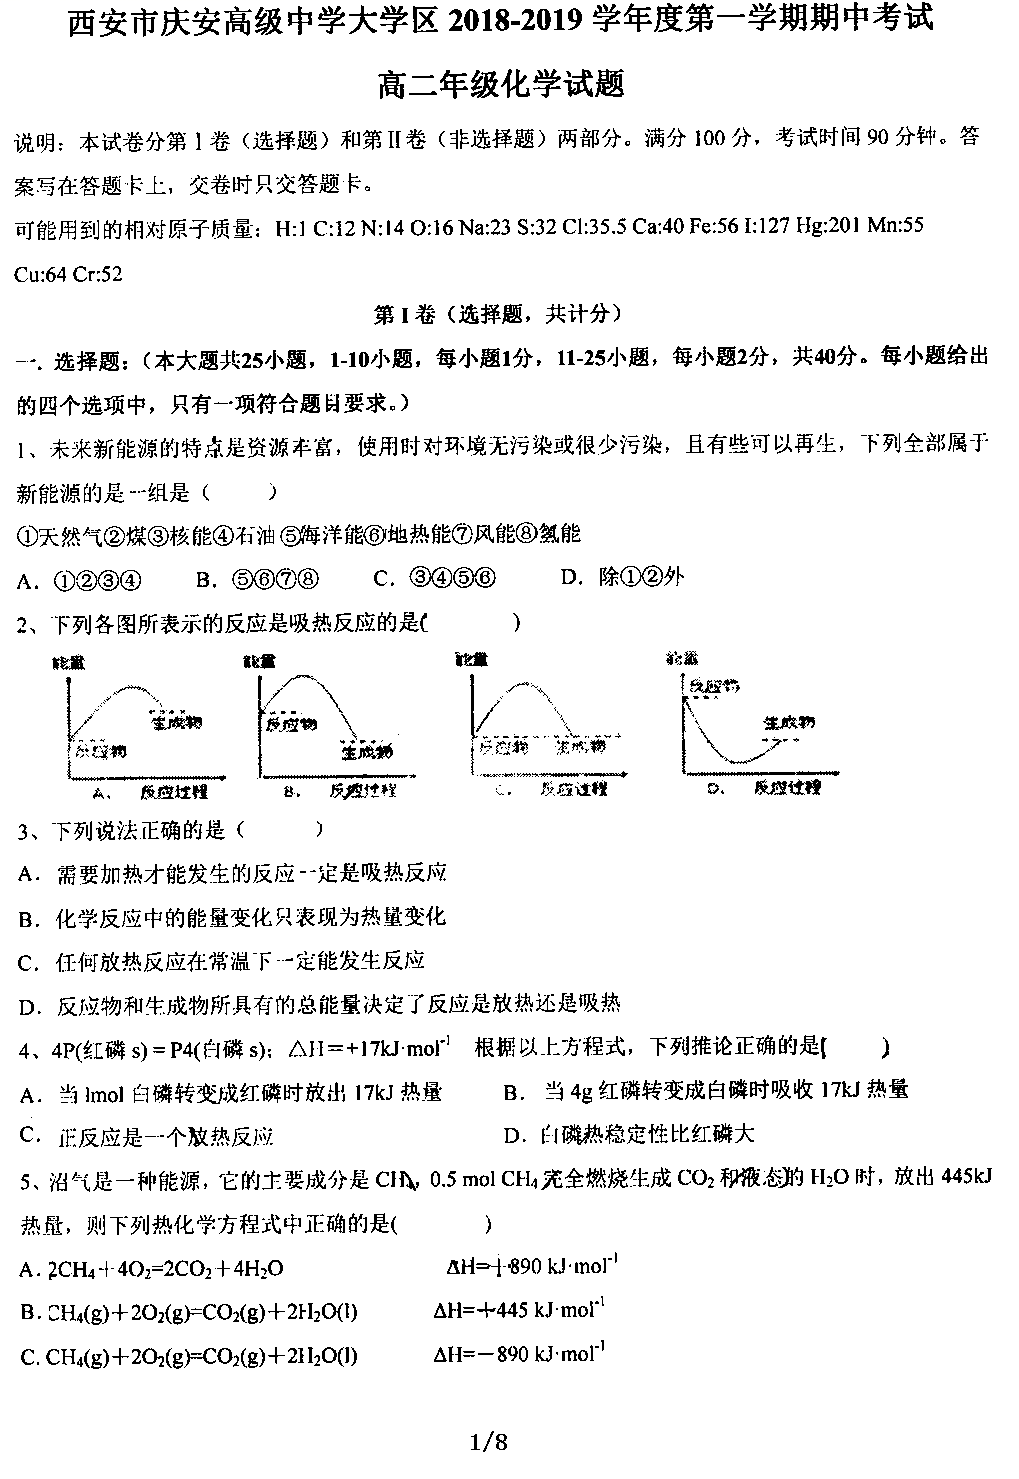 西安市庆安高级中学大学区 2018-2019 学年度第一学期期中考试
高二年级化学试题
说明：本试卷分第 I 卷（选择题）和第 II 卷（非选择题）两部分。满分 100 分，考试时间 90 分钟。答
案写在答题卡上，交卷时只交答题卡。
可能用到的相对原子质量：H:1 C:12 N:14 O:16 Na:23 S:32 Cl:35.5 Ca:40 Fe:56 I:127 Hg:201 Mn:55
Cu:64 Cr:52
第 I 卷（选择题，共计分）
一. 选择题：（本大题共25小题，1-10小题，每小题1分，11-25小题，每小题2分，共40分。每小题给出
的四个选项中，只有一项符合题目要求。）
1、未来新能源的特点是资源丰富，使用时对环境无污染或很少污染，且有些可以再生，下列全部属于
新能源的是一组是（ ）
①天然气②煤③核能④石油⑤海洋能⑥地热能⑦风能⑧氢能
A．①②③④ B．⑤⑥⑦⑧ C．③④⑤⑥ D．除①②外
2、下列各图所表示的反应是吸热反应的是( )
能量 能量 能量 能量
反应物 生成物 反应物 生成物 反应物 生成物 反应物 生成物
A. 反应过程 B. 反应过程 C. 反应过程 D. 反应过程
3、下列说法正确的是（ ）
A．需要加热才能发生的反应一定是吸热反应
B．化学反应中的能量变化只表现为热量变化
C．任何放热反应在常温下一定能发生反应
D．反应物和生成物所具有的总能量决定了反应是放热还是吸热
4、4P(红磷 s) = P4(白磷 s)；△H＝+17kJ·mol⁻¹ 根据以上方程式，下列推论正确的是( )
A．当 1mol 白磷转变成红磷时放出 17kJ 热量 B． 当 4g 红磷转变成白磷时吸收 17kJ 热量
C．正反应是一个放热反应 D．白磷热稳定性比红磷大
5、沼气是一种能源，它的主要成分是 CH₄，0.5 mol CH₄ 完全燃烧生成 CO₂ 和液态的 H₂O 时，放出 445kJ
热量，则下列热化学方程式中正确的是( )
A. 2CH₄＋4O₂=2CO₂＋4H₂O ΔH=＋890 kJ·mol⁻¹
B. CH₄(g)＋2O₂(g)=CO₂(g)＋2H₂O(l) ΔH=＋445 kJ·mol⁻¹
C. CH₄(g)＋2O₂(g)=CO₂(g)＋2H₂O(l) ΔH=－890 kJ·mol⁻¹
1/8